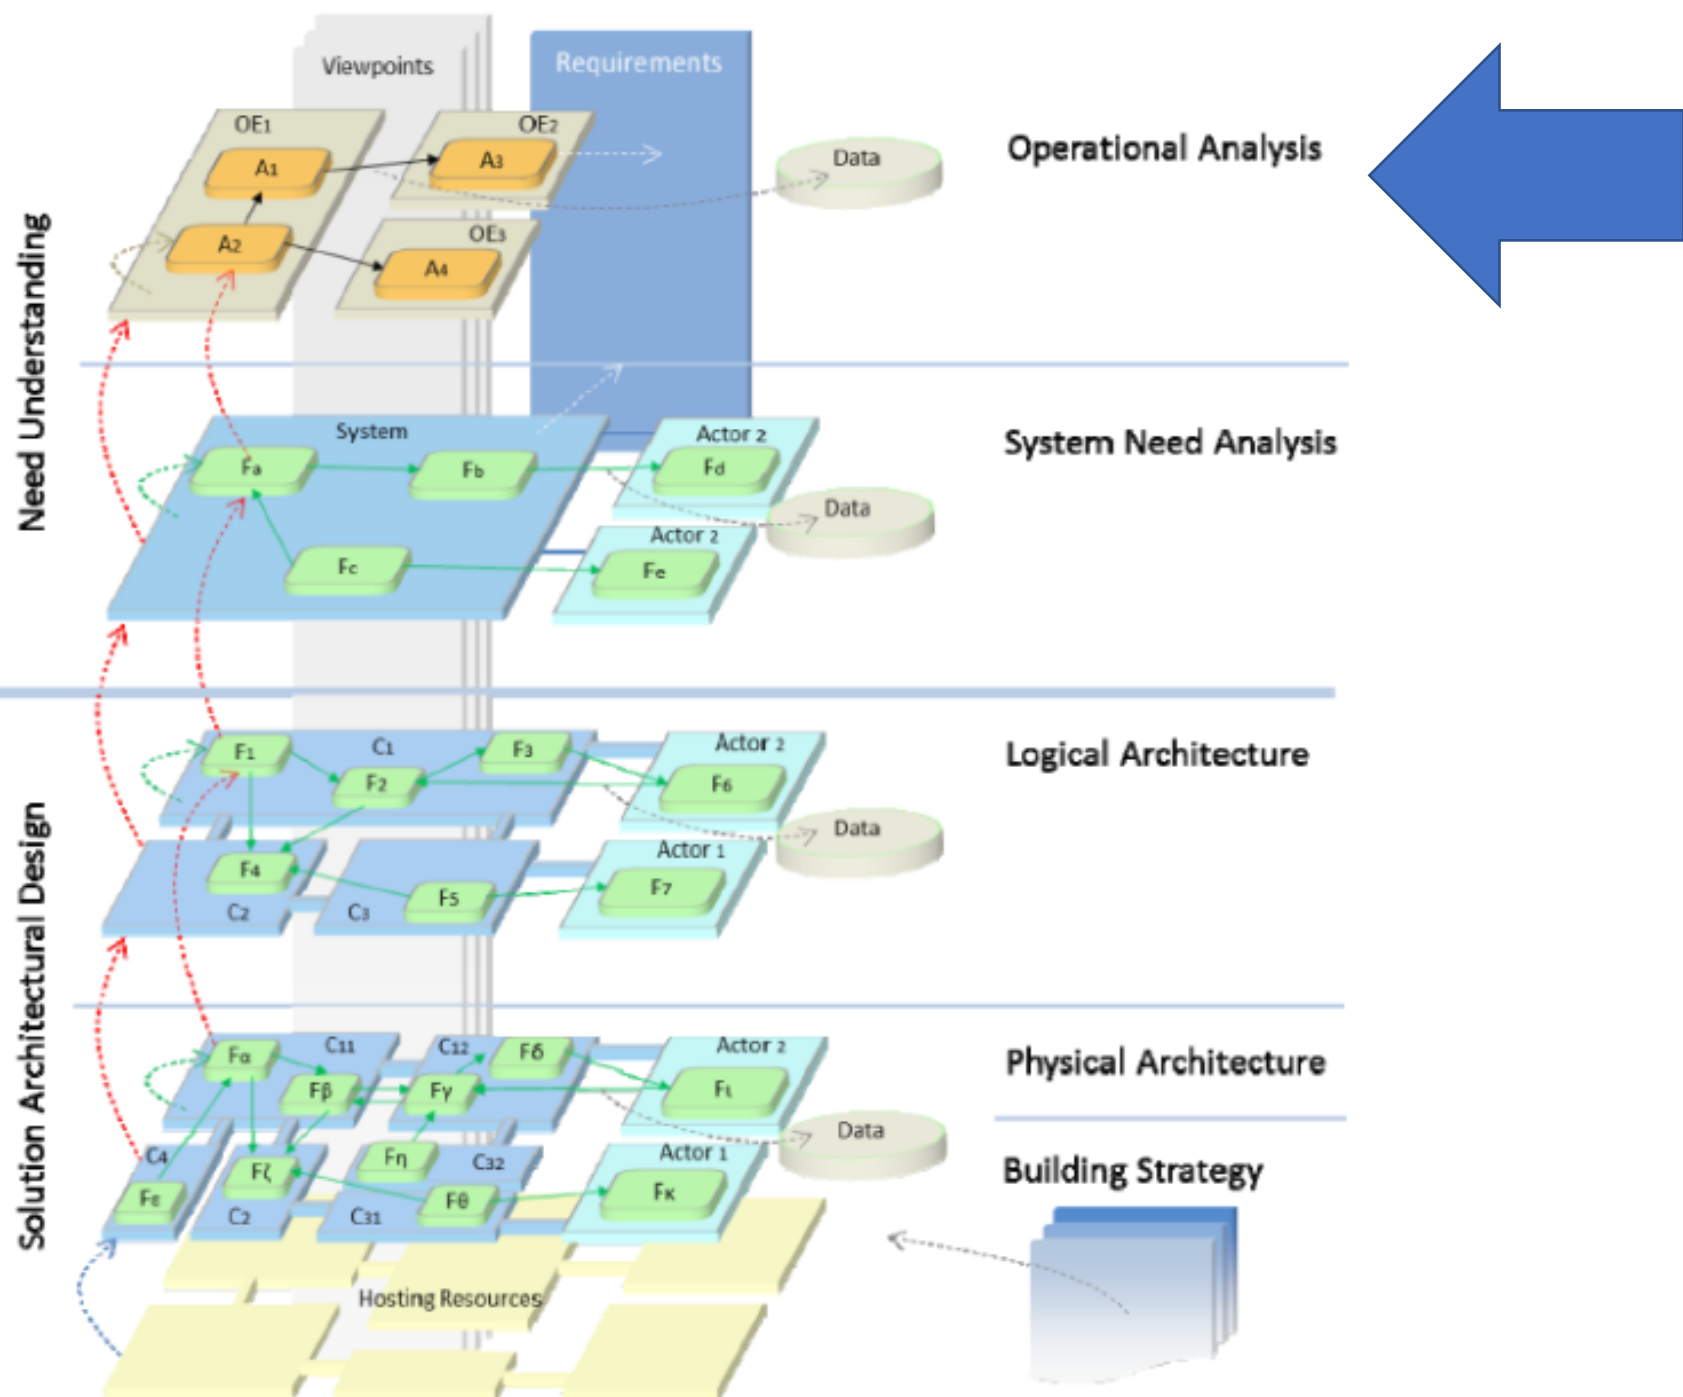 Viewpoints
Requirements
OE1
OE2
A1
A3
Data
Operational Analysis
A2
OE3
A4
Need Understanding
System
Actor 2
System Need Analysis
Fa
Fb
Fd
Data
Actor 2
Fc
Fe
F1
C1
F3
Actor 2
Logical Architecture
F2
F6
Data
Actor 1
F4
F5
F7
C2
C3
Solution Architectural Design
Fα
C11
C12
Fδ
Actor 2
Physical Architecture
Fβ
Fγ
Fι
Data
C4
Fζ
Fη
C32
Actor 1
Building Strategy
Fε
Fθ
Fκ
C2
C31
Hosting Resources